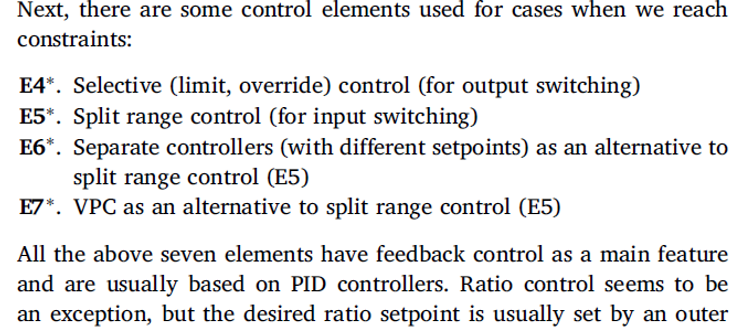 Next, there are some control elements used for cases when we reach
constraints:
E4*. Selective (limit, override) control (for output switching)
E5*. Split range control (for input switching)
E6*. Separate controllers (with different setpoints) as an alternative to
split range control (E5)
E7*. VPC as an alternative to split range control (E5)
All the above seven elements have feedback control as a main feature
and are usually based on PID controllers. Ratio control seems to be
an exception, but the desired ratio setpoint is usually set by an outer